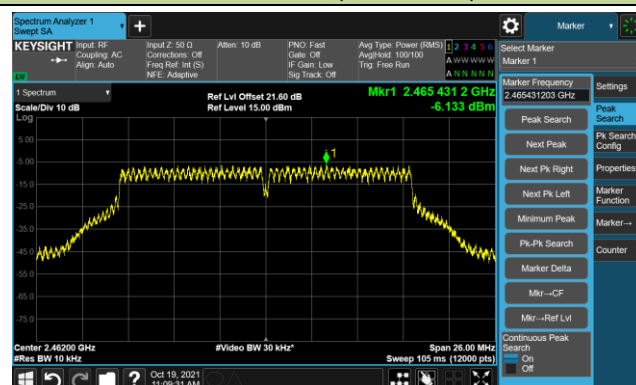 Spectrum Analyzer 1
Swept SA
Marker
KEYSIGHT
Input: RF
Coupling: AC
Align: Auto
Input Z: 50 Ω
Corrections: Off
Freq Ref: Int (S)
NFE: Adaptive
Atten: 10 dB
PNO: Fast
Gate: Off
IF Gain: Low
Sig Track: Off
Avg Type: Power (RMS)
Avg|Hold: 100/100
Trig: Free Run
1 2 3 4 5 6
A W W W W W
A N N N N N
Select Marker
Marker 1
LW
1 Spectrum
Scale/Div 10 dB
Ref Lvl Offset 21.60 dB
Ref Level 15.00 dBm
Mkr1 2.465 431 2 GHz
-6.133 dBm
Log
5.00
-5.00
-15.0
-25.0
-35.0
-45.0
-55.0
-65.0
-75.0
1
Center 2.46200 GHz
#Res BW 10 kHz
#Video BW 30 kHz*
Span 26.00 MHz
Sweep 105 ms (12000 pts)
Marker Frequency
2.465431203 GHz
Peak Search
Next Peak
Next Pk Right
Next Pk Left
Minimum Peak
Pk-Pk Search
Marker Delta
Mkr→CF
Mkr→Ref Lvl
Continuous Peak
Search
On
Off
Settings
Peak
Search
Pk Search
Config
Properties
Marker
Function
Marker→
Counter
Oct 19, 2021
11:09:31 AM